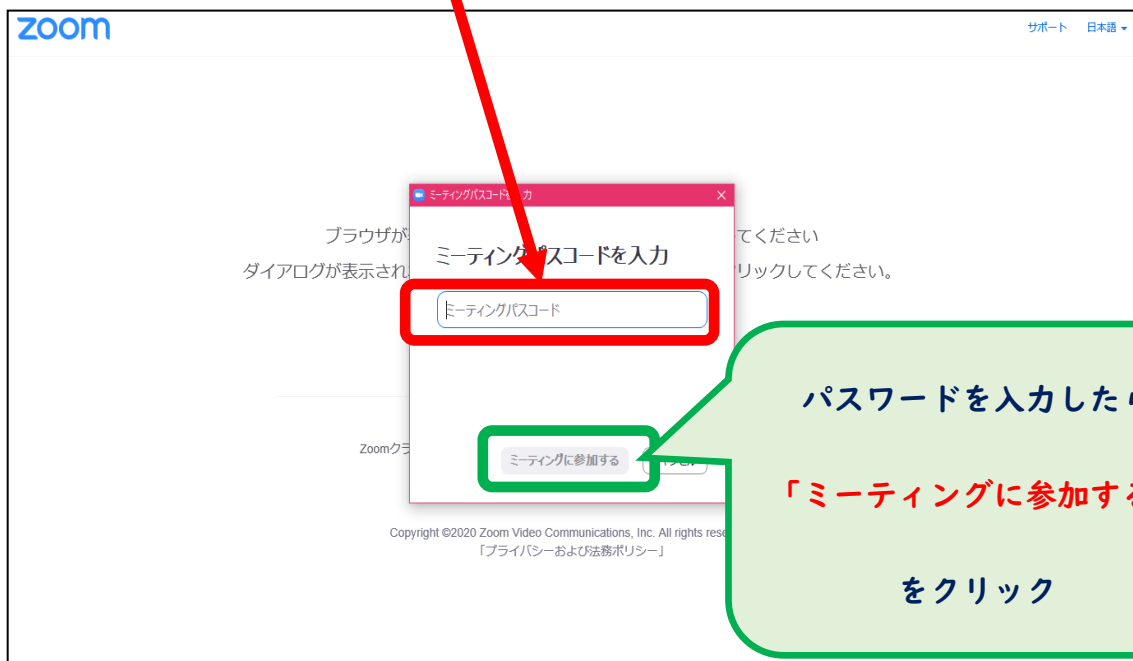 zoom
サポート 日本語
ミーティングパスコードを入力
ブラウザが
てください
ミーティングパスコードを入力
ダイアログが表示され
リックしてください。
ミーティングパスコード
パスワードを入力したら
Zoomクラ
ミーティングに参加する
「ミーティングに参加する
Copyright ©2020 Zoom Video Communications, Inc. All rights rese
「プライバシーおよび法務ポリシー」
をクリック